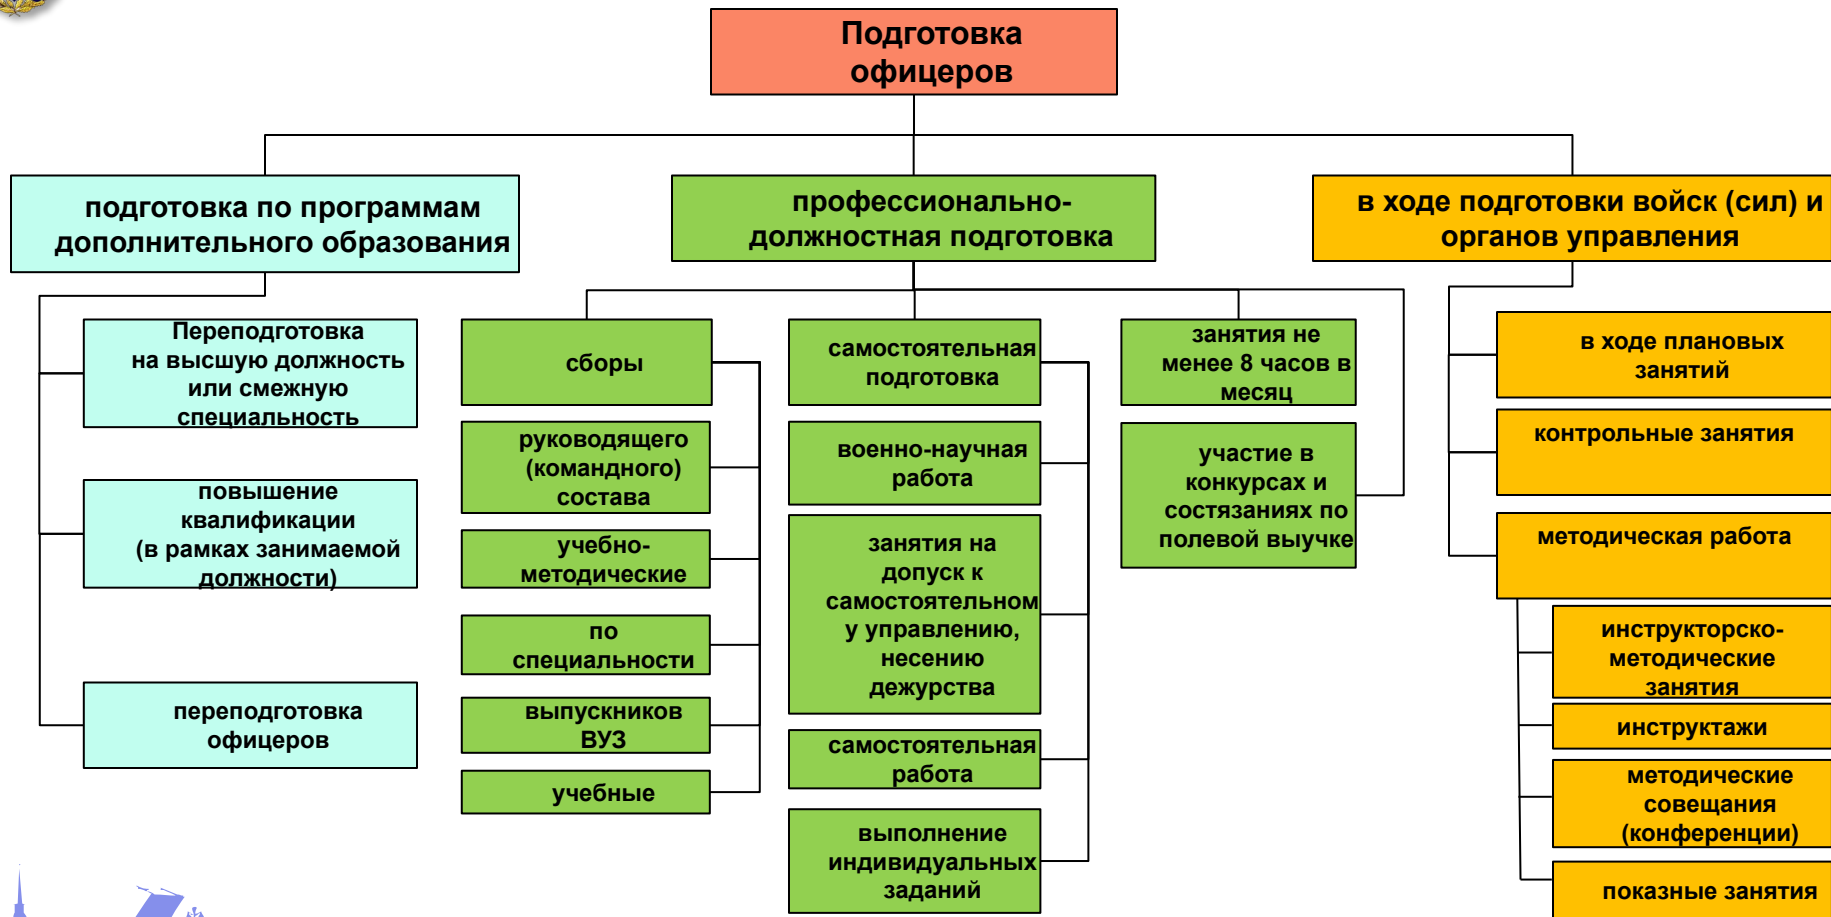 Подготовка
офицеров
подготовка по программам
дополнительного образования
Переподготовка
на высшую должность
или смежную
специальность
повышение
квалификации
(в рамках занимаемой
должности)
переподготовка
офицеров
профессионально-
должностная подготовка
сборы
руководящего
(командного)
состава
учебно-
методические
по
специальности
выпускников
ВУЗ
учебные
самостоятельная
подготовка
военно-научная
работа
занятия на
допуск к
самостоятельном
у управлению,
несению
дежурства
самостоятельная
работа
выполнение
индивидуальных
заданий
занятия не
менее 8 часов в
месяц
участие в
конкурсах и
состязаниях по
полевой выучке
в ходе подготовки войск (сил) и
органов управления
в ходе плановых
занятий
контрольные занятия
методическая работа
инструкторско-
методические
занятия
инструктажи
методические
совещания
(конференции)
показные занятия